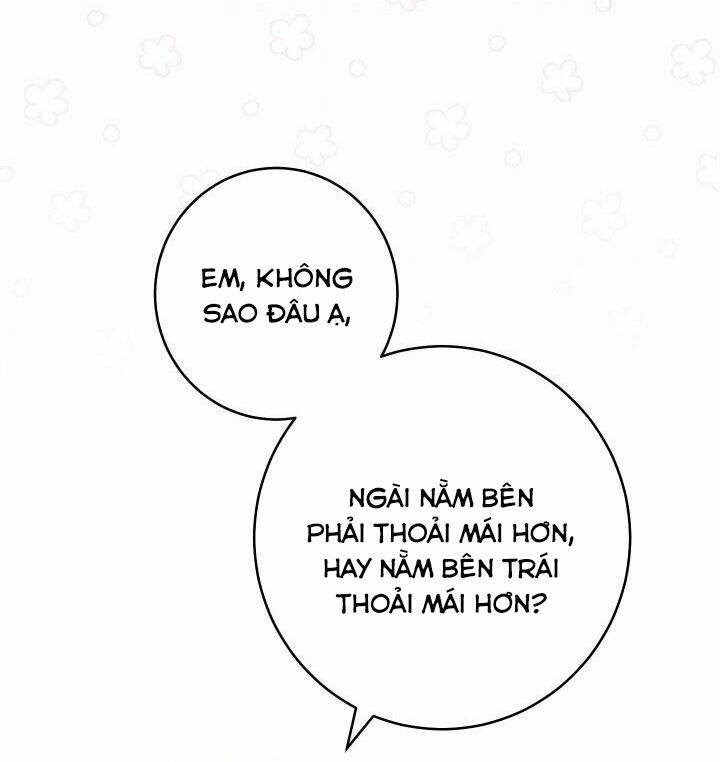 EM, KHÔNG
SAO ĐÂU Ạ,
NGÀI NẰM BÊN
PHẢI THOẢI MÁI HƠN,
HAY NẰM BÊN TRÁI
THOẢI MÁI HƠN?